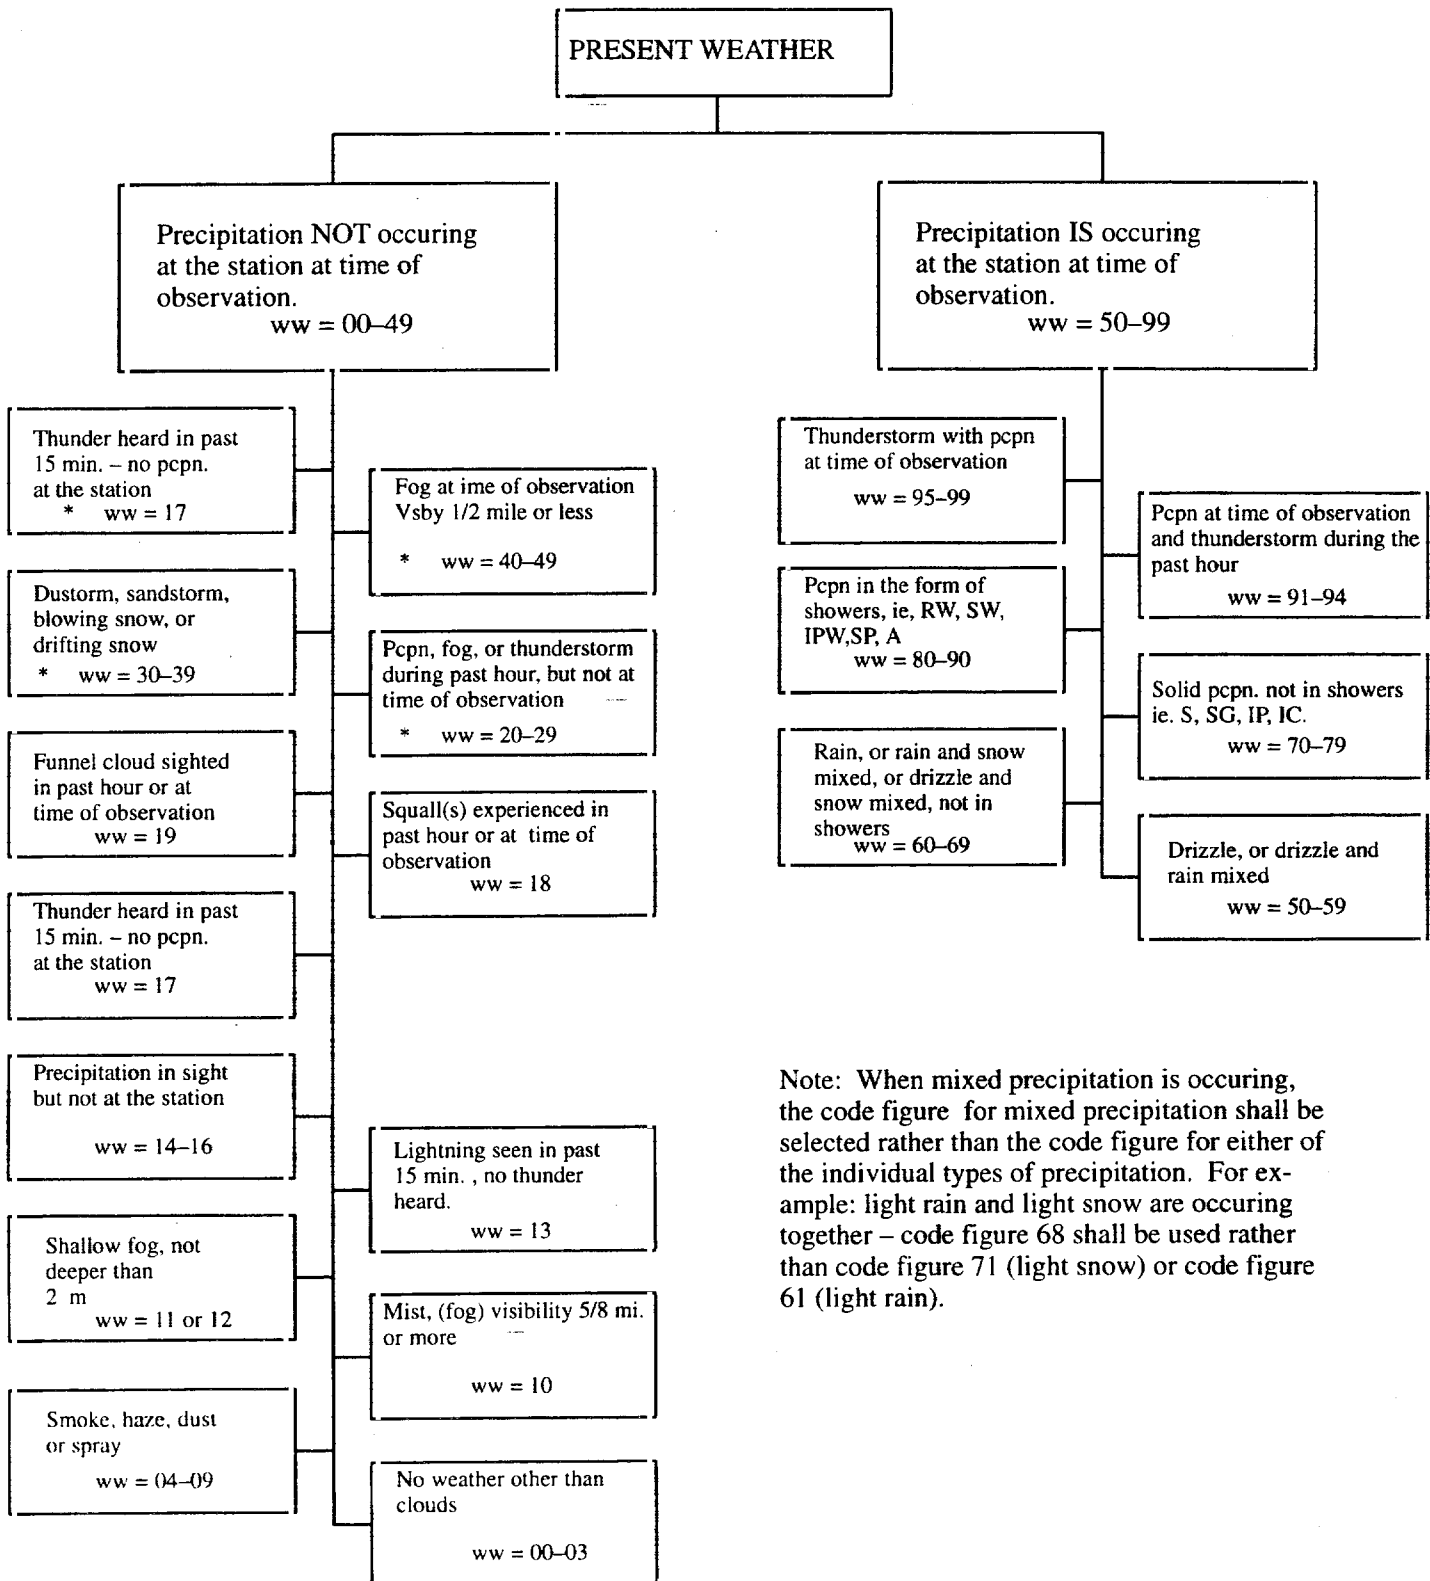 PRESENT WEATHER
Precipitation NOT occuring
at the station at time of
observation.
ww = 00–49
Thunder heard in past
15 min. – no pcpn.
at the station
* ww = 17
Fog at ime of observation
Vsby 1/2 mile or less
* ww = 40–49
Dustorm, sandstorm,
blowing snow, or
drifting snow
* ww = 30–39
Pcpn, fog, or thunderstorm
during past hour, but not at
time of observation
* ww = 20–29
Funnel cloud sighted
in past hour or at
time of observation
ww = 19
Squall(s) experienced in
past hour or at time of
observation
ww = 18
Thunder heard in past
15 min. – no pcpn.
at the station
ww = 17
Precipitation in sight
but not at the station
ww = 14–16
Lightning seen in past
15 min. , no thunder
heard.
ww = 13
Shallow fog, not
deeper than
2 m
ww = 11 or 12
Mist, (fog) visibility 5/8 mi.
or more
ww = 10
Smoke, haze, dust
or spray
ww = 04–09
No weather other than
clouds
ww = 00–03
Precipitation IS occuring
at the station at time of
observation.
ww = 50–99
Thunderstorm with pcpn
at time of observation
ww = 95–99
Pcpn at time of observation
and thunderstorm during the
past hour
ww = 91–94
Pcpn in the form of
showers, ie, RW, SW,
IPW,SP, A
ww = 80–90
Solid pcpn. not in showers
ie. S, SG, IP, IC.
ww = 70–79
Rain, or rain and snow
mixed, or drizzle and
snow mixed, not in
showers
ww = 60–69
Drizzle, or drizzle and
rain mixed
ww = 50–59
Note: When mixed precipitation is occuring,
the code figure for mixed precipitation shall be
selected rather than the code figure for either of
the individual types of precipitation. For ex-
ample: light rain and light snow are occuring
together – code figure 68 shall be used rather
than code figure 71 (light snow) or code figure
61 (light rain).